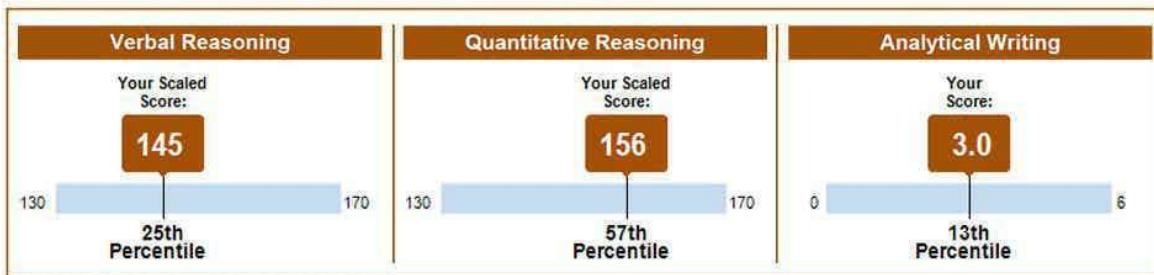 Verbal Reasoning
Your Scaled
Score:
145
130
170
25th
Percentile
Quantitative Reasoning
Your Scaled
Score:
156
130
170
57th
Percentile
Analytical Writing
Your
Score:
3.0
0
6
13th
Percentile